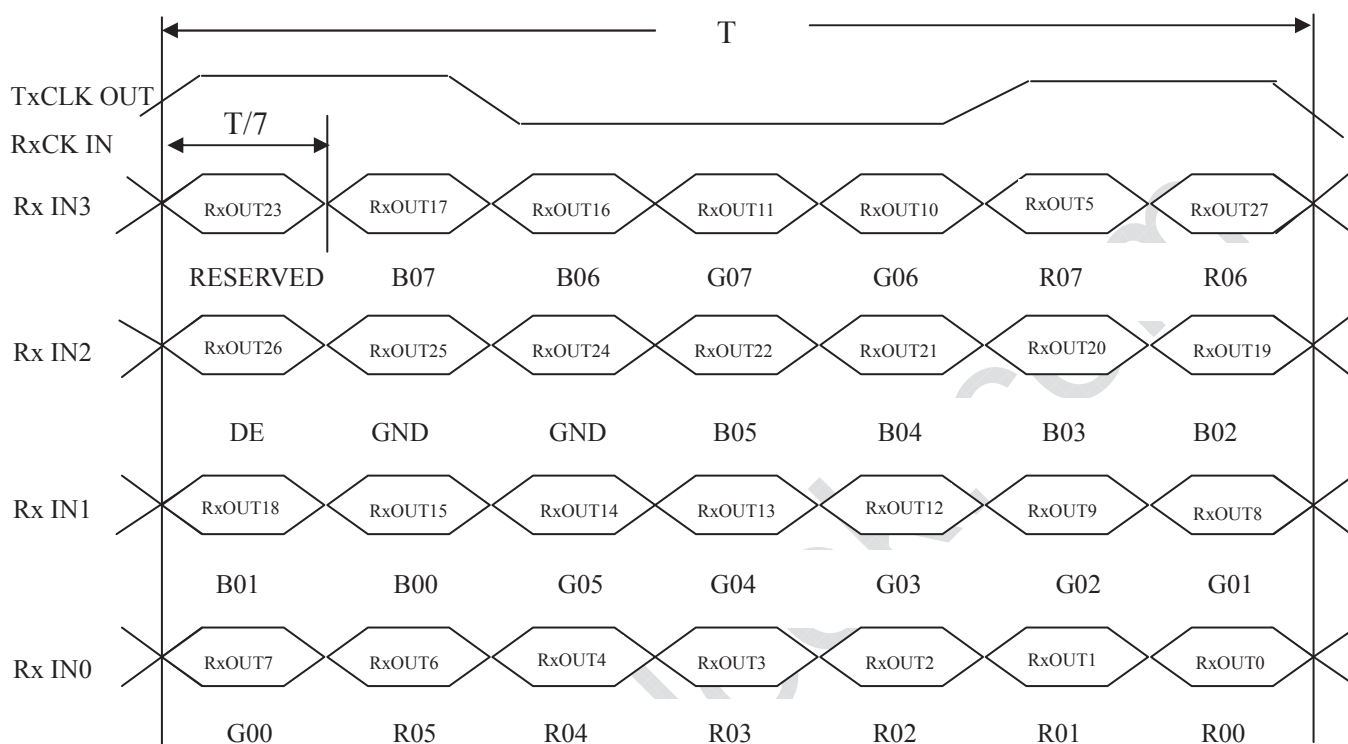 T
TxCLK OUT
T/7
RxCK IN
Rx IN3 RxOUT23 RxOUT17 RxOUT16 RxOUT11 RxOUT10 RxOUT5 RxOUT27
RESERVED B07 B06 G07 G06 R07 R06
Rx IN2 RxOUT26 RxOUT25 RxOUT24 RxOUT22 RxOUT21 RxOUT20 RxOUT19
DE GND GND B05 B04 B03 B02
Rx IN1 RxOUT18 RxOUT15 RxOUT14 RxOUT13 RxOUT12 RxOUT9 RxOUT8
B01 B00 G05 G04 G03 G02 G01
Rx IN0 RxOUT7 RxOUT6 RxOUT4 RxOUT3 RxOUT2 RxOUT1 RxOUT0
G00 R05 R04 R03 R02 R01 R00